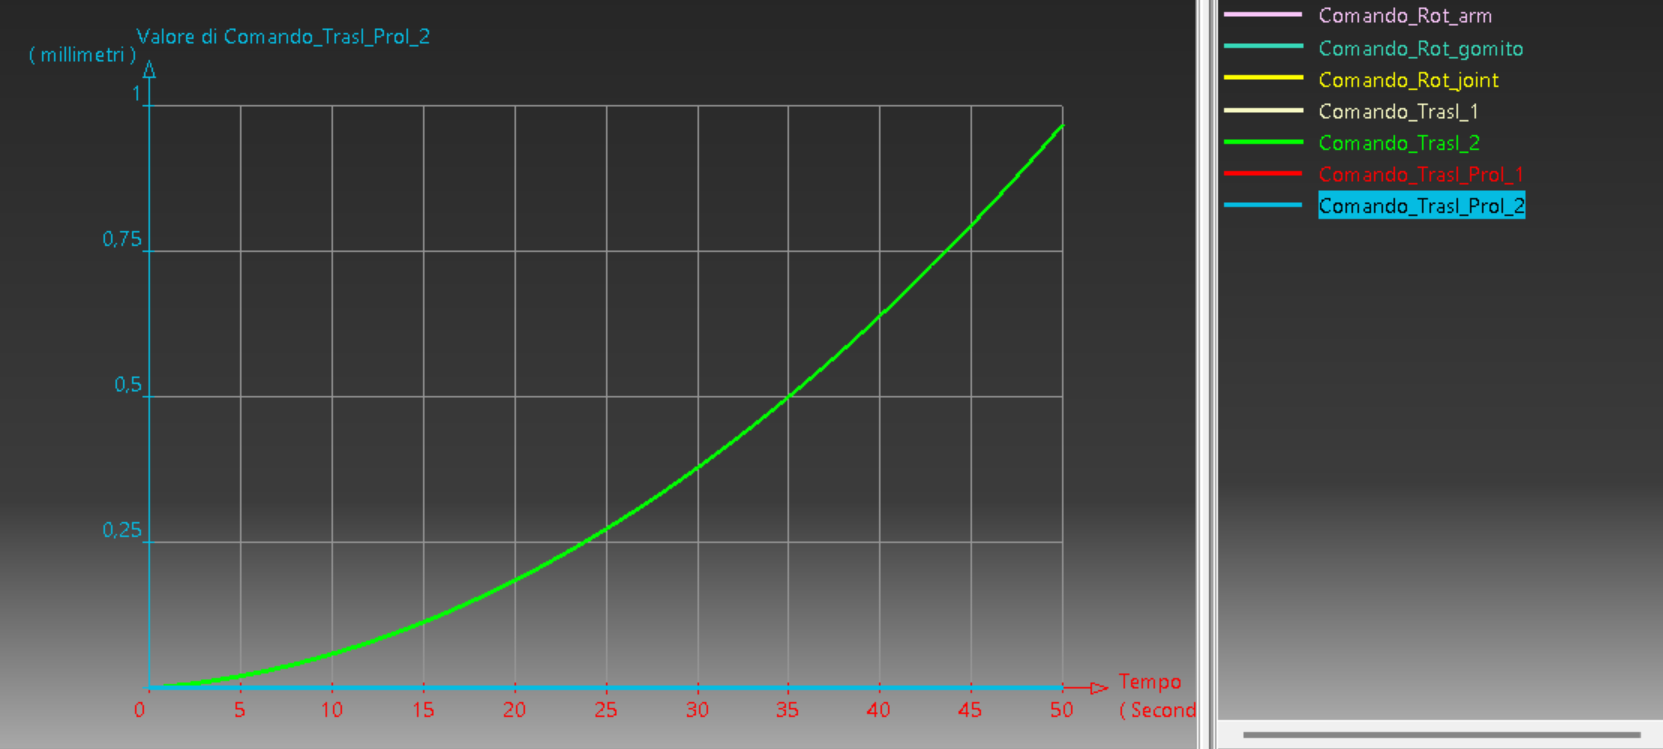 Valore di Comando_Trasl_Prol_2
( millimetri )
1
0,75
0,5
0,25
0 5 10 15 20 25 30 35 40 45 50
Tempo
( Second
Comando_Rot_arm
Comando_Rot_gomito
Comando_Rot_joint
Comando_Trasl_1
Comando_Trasl_2
Comando_Trasl_Prol_1
Comando_Trasl_Prol_2